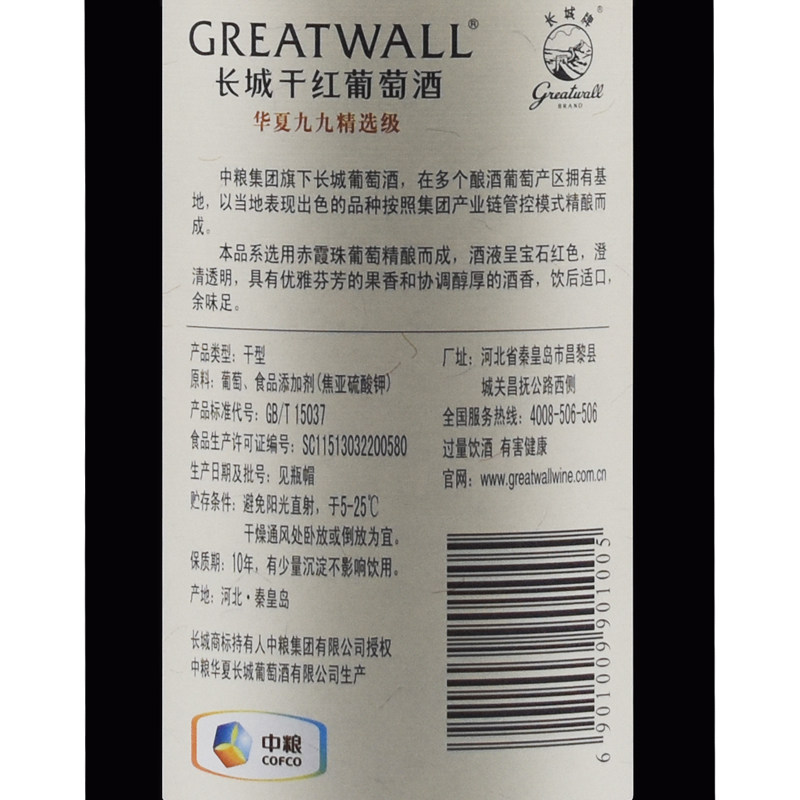 GREATWALL®
长城干红葡萄酒
华夏九九精选级
长城牌®
Greatwall
BRAND
中粮集团旗下长城葡萄酒，在多个酿酒葡萄产区拥有基
地，以当地表现出色的品种按照集团产业链管控模式精酿而
成。
本品系选用赤霞珠葡萄精酿而成，酒液呈宝石红色，澄
清透明，具有优雅芬芳的果香和协调醇厚的酒香，饮后适口，
余味足。
产品类型：干型
原料：葡萄、食品添加剂(焦亚硫酸钾)
产品标准代号：GB/T 15037
食品生产许可证编号：SC11513032200580
生产日期及批号：见瓶帽
贮存条件：避免阳光直射，于5-25℃
干燥通风处卧放或倒放为宜。
保质期：10年，有少量沉淀不影响饮用。
产地：河北·秦皇岛
长城商标持有人中粮集团有限公司授权
中粮华夏长城葡萄酒有限公司生产
厂址：河北省秦皇岛市昌黎县
城关昌抚公路西侧
全国服务热线：4008-506-506
过量饮酒 有害健康
官网：www.greatwallwine.com.cn
6901009901005
中粮
COFCO